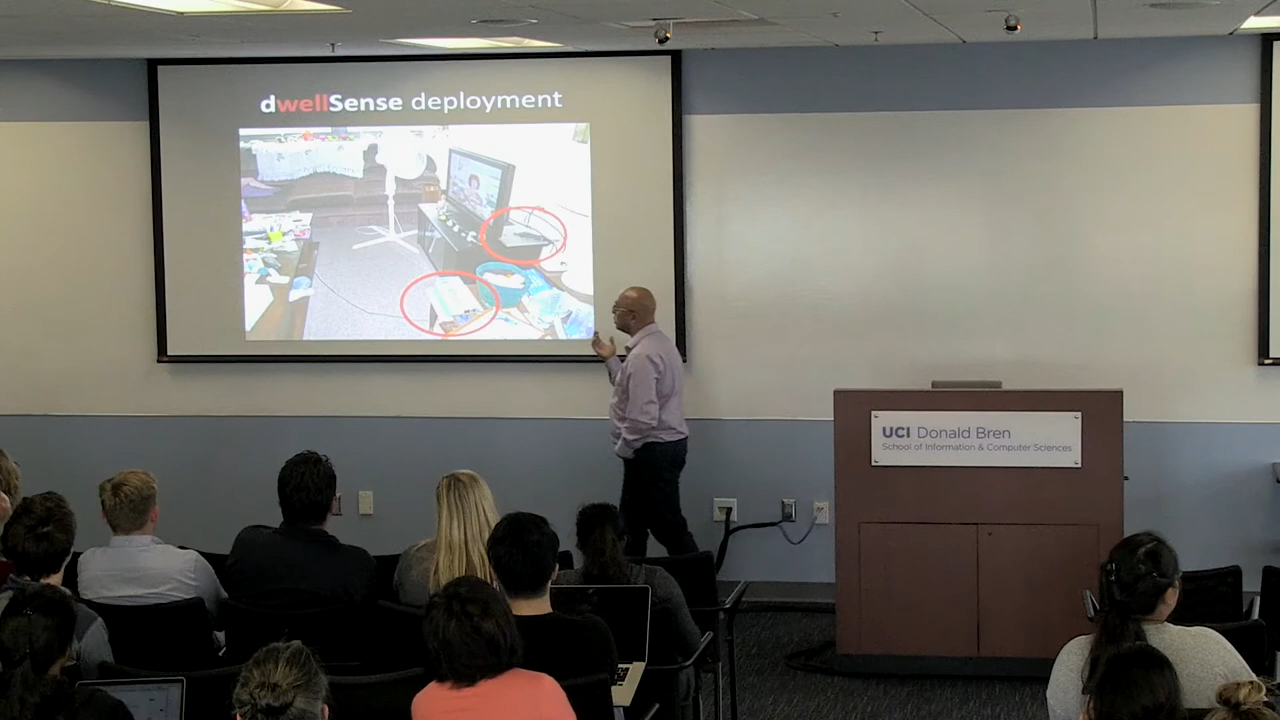 dwellSense deployment
UCI Donald Bren
School of Information & Computer Sciences